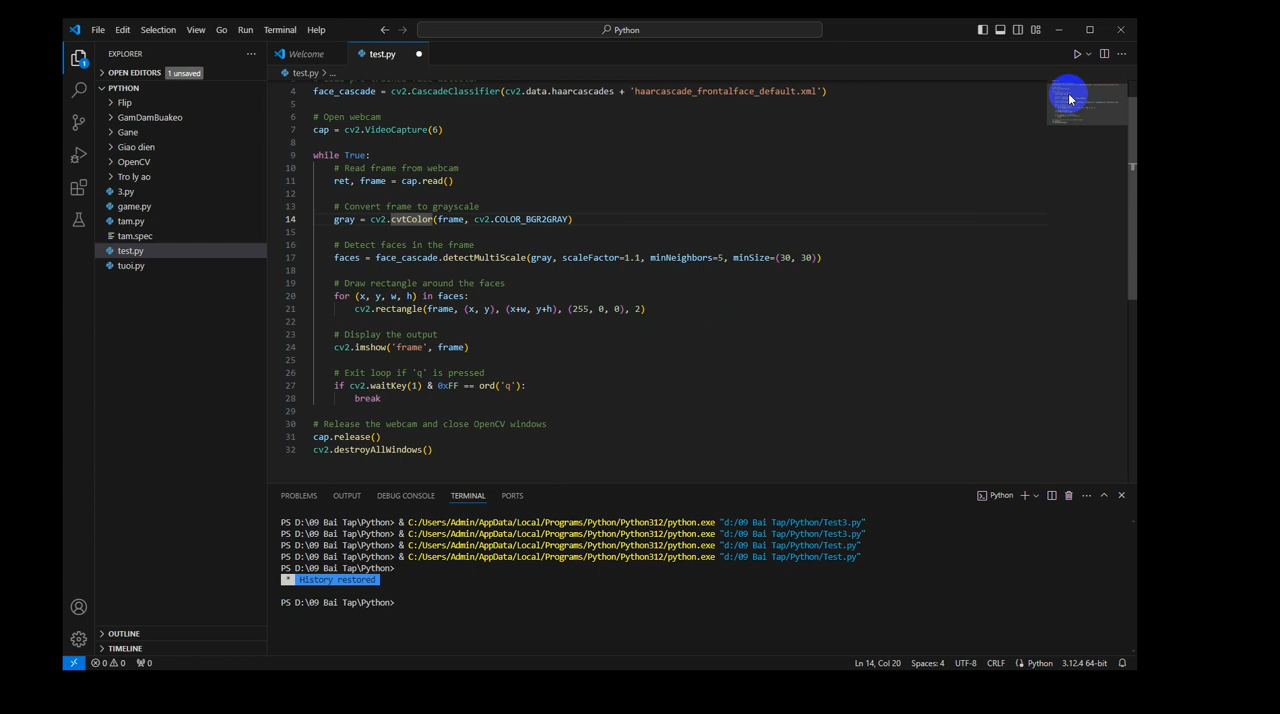 File Edit Selection View Go Run Terminal Help
Python
EXPLORER
Welcome
test.py
OPEN EDITORS 1 unsaved
test.py > ...
PYTHON
Flip
GamDamBuakeo
Gane
Giao dien
OpenCV
Tro ly ao
3.py
game.py
tam.py
tam.spec
test.py
tuoi.py
OUTLINE
TIMELINE
4 face_cascade = cv2.CascadeClassifier(cv2.data.haarcascades + 'haarcascade_frontalface_default.xml')
5
6 # Open webcam
7 cap = cv2.VideoCapture(6)
8
9 while True:
10 # Read frame from webcam
11 ret, frame = cap.read()
12
13 # Convert frame to grayscale
14 gray = cv2.cvtColor(frame, cv2.COLOR_BGR2GRAY)
15
16 # Detect faces in the frame
17 faces = face_cascade.detectMultiScale(gray, scaleFactor=1.1, minNeighbors=5, minSize=(30, 30))
18
19 # Draw rectangle around the faces
20 for (x, y, w, h) in faces:
21 cv2.rectangle(frame, (x, y), (x+w, y+h), (255, 0, 0), 2)
22
23 # Display the output
24 cv2.imshow('frame', frame)
25
26 # Exit loop if 'q' is pressed
27 if cv2.waitKey(1) & 0xFF == ord('q'):
28 break
29
30 # Release the webcam and close OpenCV windows
31 cap.release()
32 cv2.destroyAllWindows()
PROBLEMS OUTPUT DEBUG CONSOLE TERMINAL PORTS
Python
PS D:\09 Bai Tap\Python> & C:/Users/Admin/AppData/Local/Programs/Python/Python312/python.exe "d:/09 Bai Tap/Python/Test3.py"
PS D:\09 Bai Tap\Python> & C:/Users/Admin/AppData/Local/Programs/Python/Python312/python.exe "d:/09 Bai Tap/Python/Test3.py"
PS D:\09 Bai Tap\Python> & C:/Users/Admin/AppData/Local/Programs/Python/Python312/python.exe "d:/09 Bai Tap/Python/Test.py"
PS D:\09 Bai Tap\Python> & C:/Users/Admin/AppData/Local/Programs/Python/Python312/python.exe "d:/09 Bai Tap/Python/Test.py"
PS D:\09 Bai Tap\Python>
* History restored
PS D:\09 Bai Tap\Python>
0 0 0
Ln 14, Col 20 Spaces: 4 UTF-8 CRLF Python 3.12.4 64-bit